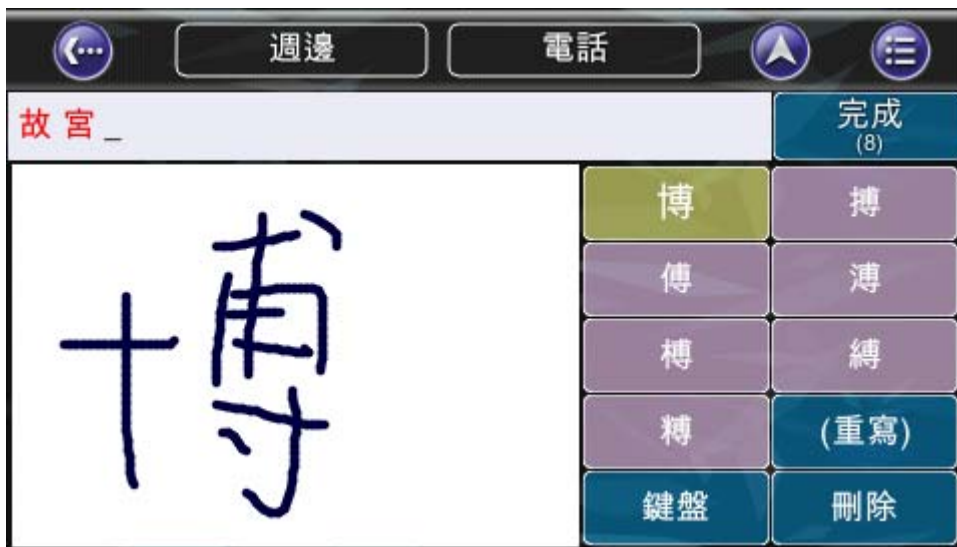 週邊 電話
故宮_ 完成
(8)
博 博 搏
傅 溥
榑 縛
糐 (重寫)
鍵盤 刪除